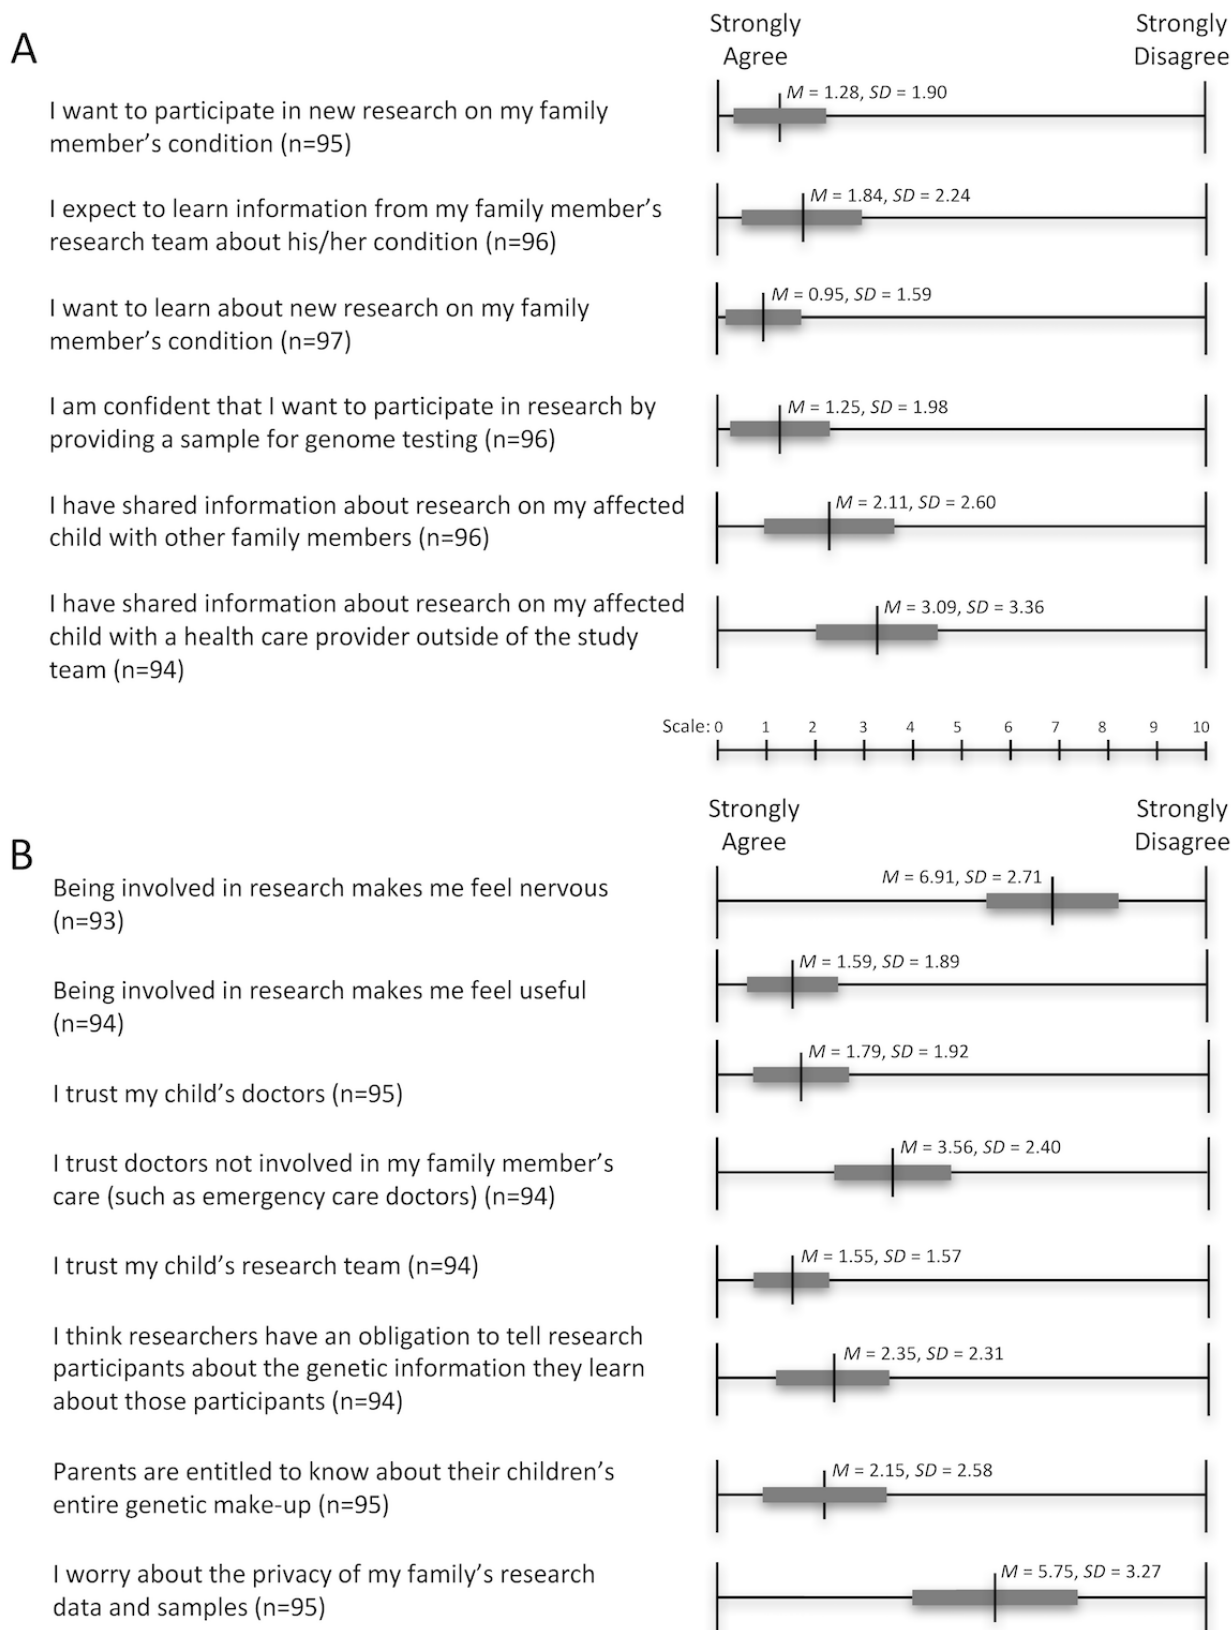 A
Strongly
Agree
Strongly
Disagree
I want to participate in new research on my family
member’s condition (n=95)
M = 1.28, SD = 1.90
I expect to learn information from my family member’s
research team about his/her condition (n=96)
M = 1.84, SD = 2.24
I want to learn about new research on my family
member’s condition (n=97)
M = 0.95, SD = 1.59
I am confident that I want to participate in research by
providing a sample for genome testing (n=96)
M = 1.25, SD = 1.98
I have shared information about research on my affected
child with other family members (n=96)
M = 2.11, SD = 2.60
I have shared information about research on my affected
child with a health care provider outside of the study
team (n=94)
M = 3.09, SD = 3.36
Scale: 0 1 2 3 4 5 6 7 8 9 10
B
Strongly
Agree
Strongly
Disagree
Being involved in research makes me feel nervous
(n=93)
M = 6.91, SD = 2.71
Being involved in research makes me feel useful
(n=94)
M = 1.59, SD = 1.89
I trust my child’s doctors (n=95)
M = 1.79, SD = 1.92
I trust doctors not involved in my family member’s
care (such as emergency care doctors) (n=94)
M = 3.56, SD = 2.40
I trust my child’s research team (n=94)
M = 1.55, SD = 1.57
I think researchers have an obligation to tell research
participants about the genetic information they learn
about those participants (n=94)
M = 2.35, SD = 2.31
Parents are entitled to know about their children’s
entire genetic make-up (n=95)
M = 2.15, SD = 2.58
I worry about the privacy of my family’s research
data and samples (n=95)
M = 5.75, SD = 3.27